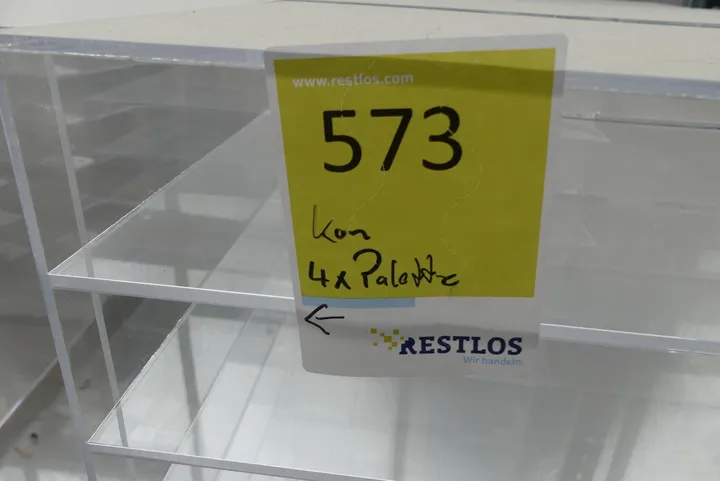 www.restlos.com
573
kon
4x Palette
←
RESTLOS
Wir handeln.